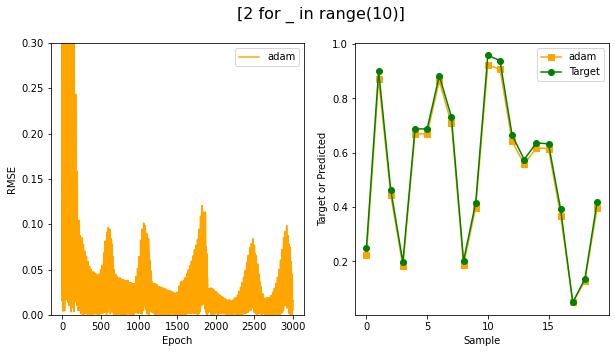 [2 for _ in range(10)]
0.30
0.25
0.20
0.15
0.10
0.05
0.00
RMSE
0 500 1000 1500 2000 2500 3000
Epoch
adam
1.0
0.8
0.6
0.4
0.2
Target or Predicted
0 5 10 15
Sample
adam
Target